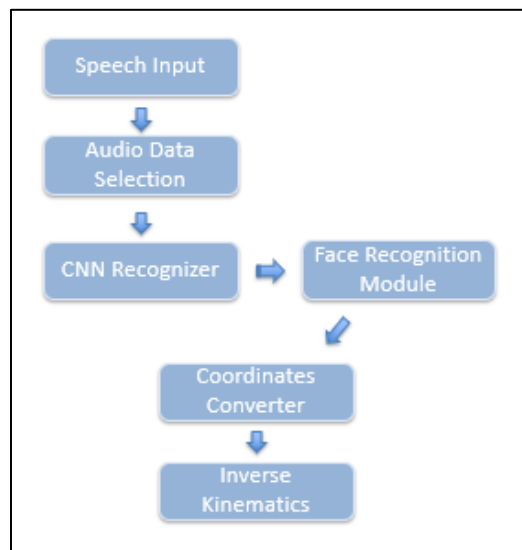 Speech Input
Audio Data
Selection
CNN Recognizer
Face Recognition
Module
Coordinates
Converter
Inverse
Kinematics